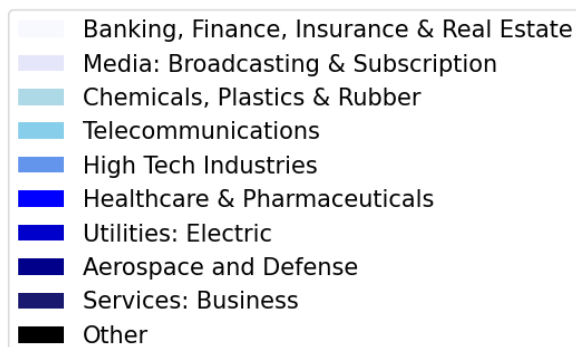 Banking, Finance, Insurance & Real Estate
Media: Broadcasting & Subscription
Chemicals, Plastics & Rubber
Telecommunications
High Tech Industries
Healthcare & Pharmaceuticals
Utilities: Electric
Aerospace and Defense
Services: Business
Other